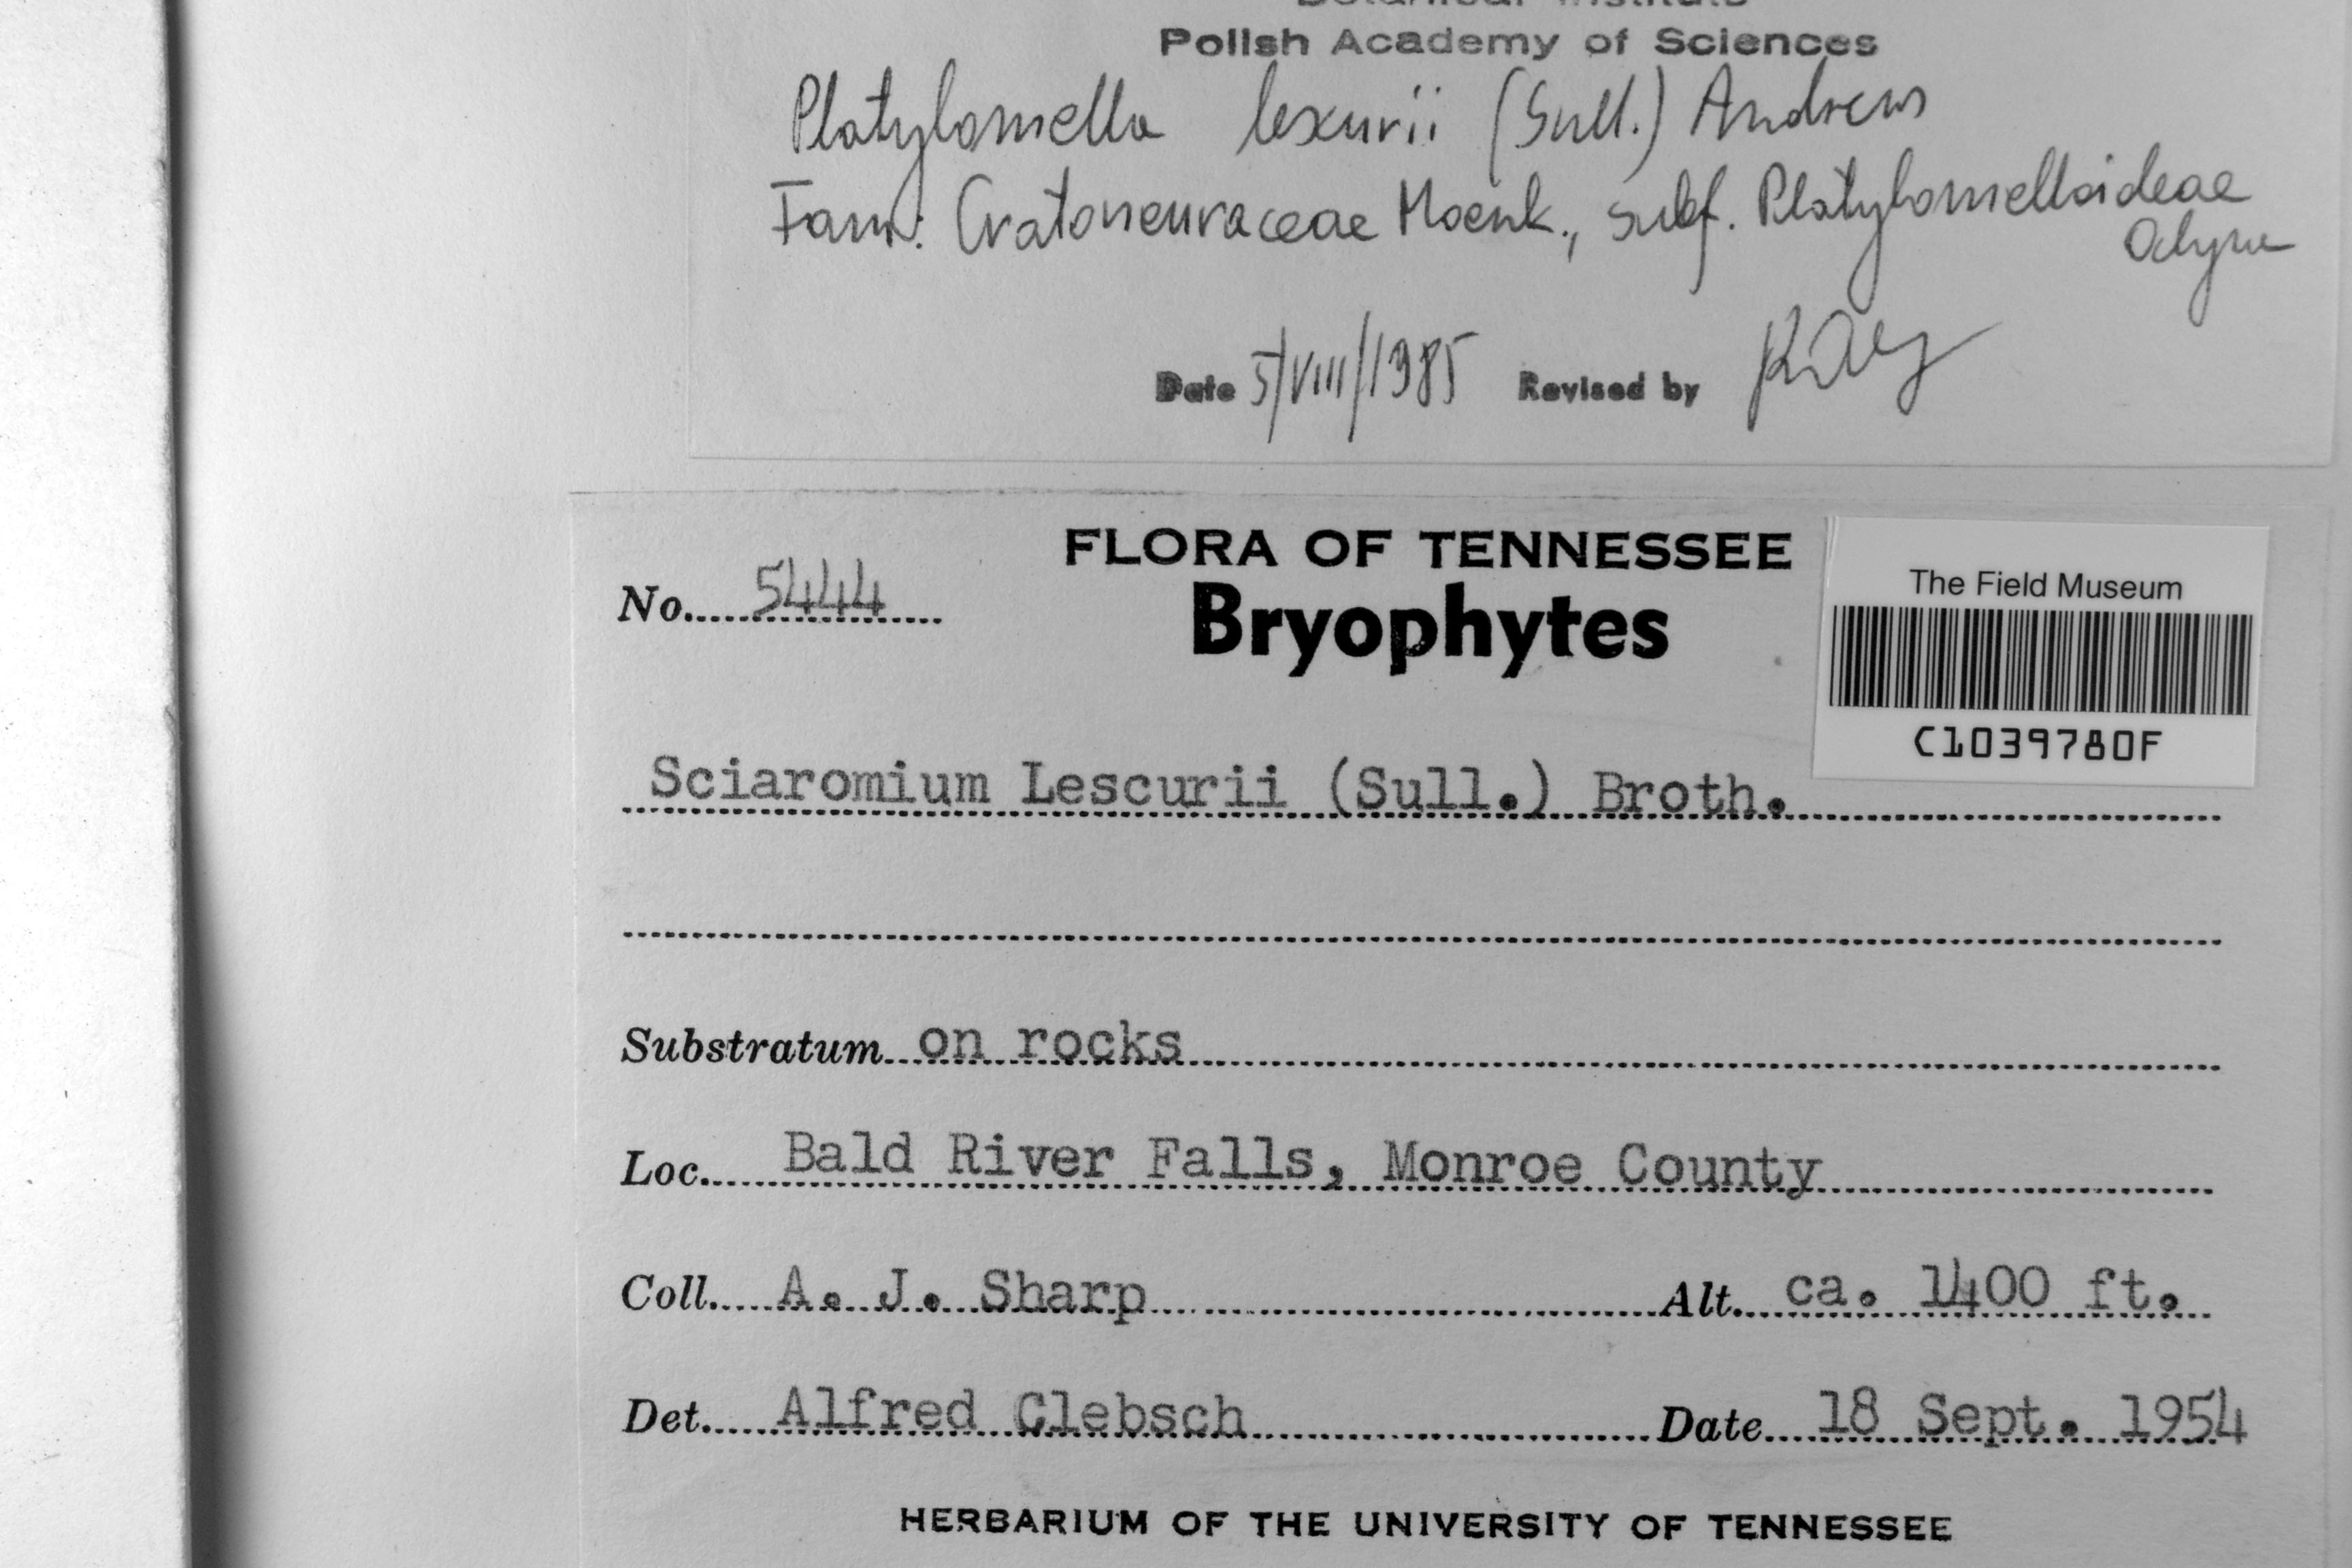 Botanical Institute
Polish Academy of Sciences
Platylomella lexurii (Sull.) Andrews
Fam: Cratoneuraceae Moenk., subf. Platylomelloideae
Ochyra
Date 5/VIII/1985 Revised by
FLORA OF TENNESSEE
No. 5444
Bryophytes
The Field Museum
C1039780F
Sciaromium Lescurii (Sull.) Broth.
Substratum on rocks
Loc. Bald River Falls, Monroe County
Coll. A. J. Sharp Alt. ca. 1400 ft.
Det. Alfred Clebsch Date 18 Sept. 1954
HERBARIUM OF THE UNIVERSITY OF TENNESSEE